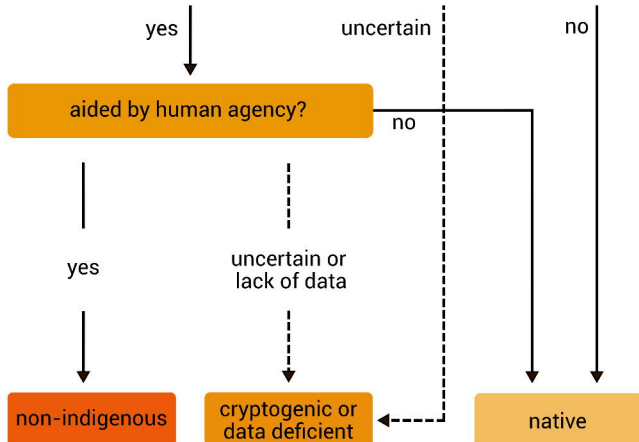 yes
uncertain
no
aided by human agency?
no
yes
uncertain or
lack of data
non-indigenous
cryptogenic or
data deficient
native